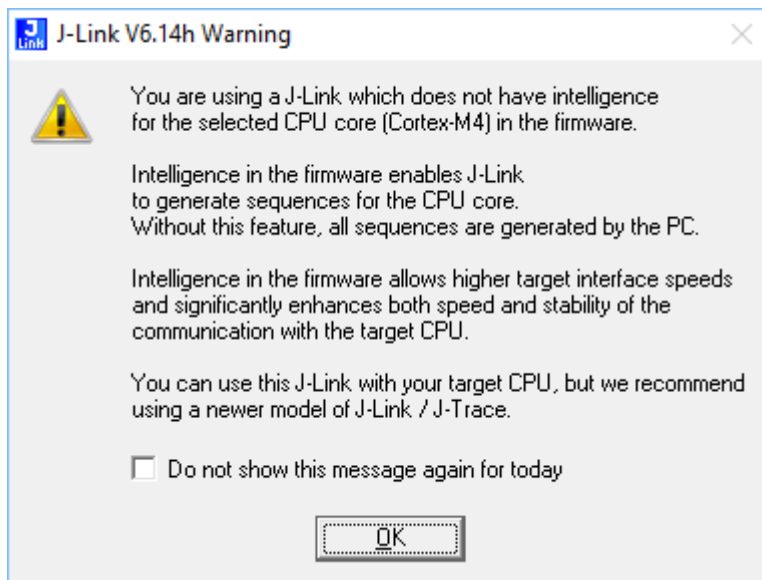 J Link
J-Link V6.14h Warning
You are using a J-Link which does not have intelligence
for the selected CPU core (Cortex-M4) in the firmware.
Intelligence in the firmware enables J-Link
to generate sequences for the CPU core.
Without this feature, all sequences are generated by the PC.
Intelligence in the firmware allows higher target interface speeds
and significantly enhances both speed and stability of the
communication with the target CPU.
You can use this J-Link with your target CPU, but we recommend
using a newer model of J-Link / J-Trace.
Do not show this message again for today
OK